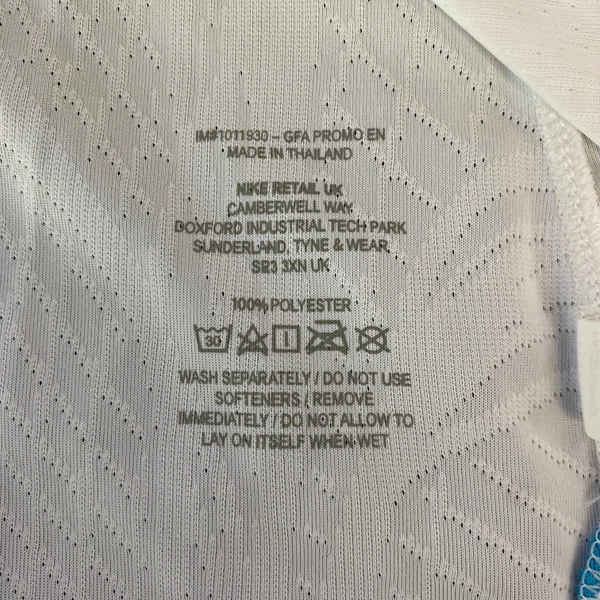 IM#1011930 – GFA PROMO EN
MADE IN THAILAND
NIKE RETAIL UK
CAMBERWELL WAY,
DOXFORD INDUSTRIAL TECH PARK
SUNDERLAND, TYNE & WEAR,
SR3 3XN UK
100% POLYESTER
30
WASH SEPARATELY / DO NOT USE
SOFTENERS / REMOVE
IMMEDIATELY / DO NOT ALLOW TO
LAY ON ITSELF WHEN WET